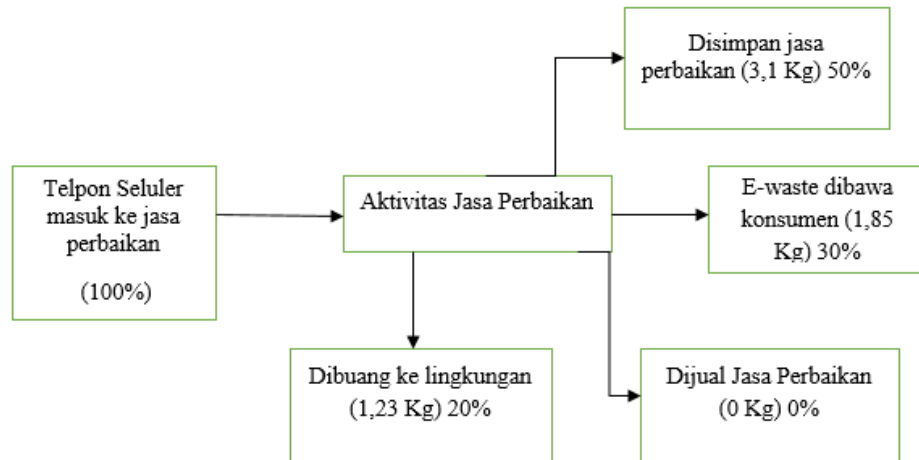 Disimpan jasa
perbaikan (3,1 Kg) 50%
Telpon Seluler
masuk ke jasa
perbaikan
(100%)
Aktivitas Jasa Perbaikan
E-waste dibawa
konsumen (1,85
Kg) 30%
Dibuang ke lingkungan
(1,23 Kg) 20%
Dijual Jasa Perbaikan
(0 Kg) 0%